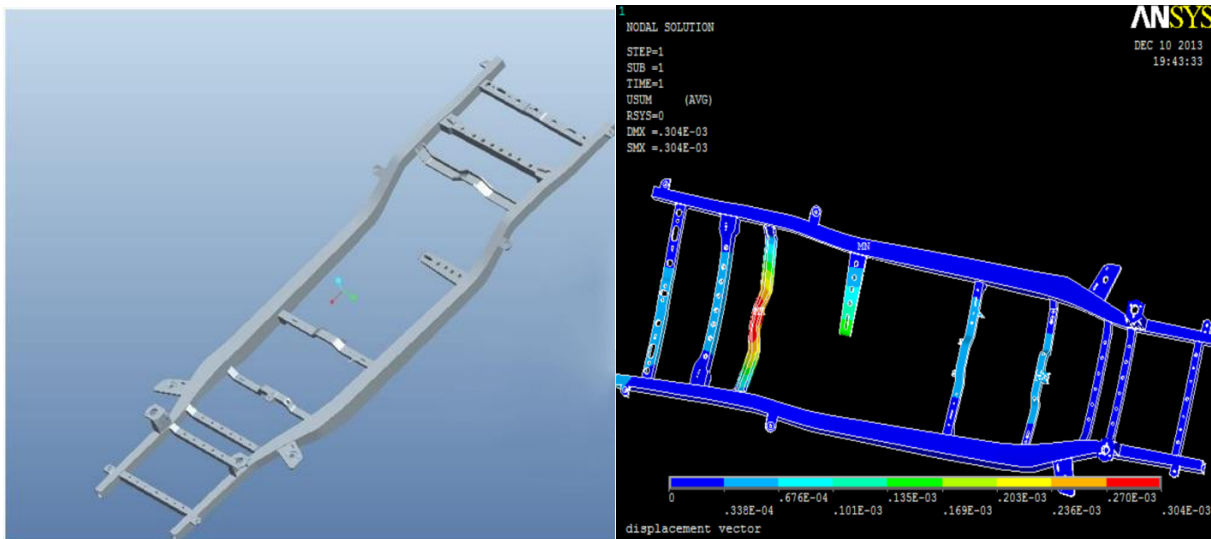 1
NODAL SOLUTION
STEP=1
SUB =1
TIME=1
USUM (AVG)
RSYS=0
DMX =.304E-03
SMX =.304E-03
ANSYS
DEC 10 2013
19:43:33
MN
0 .676E-04 .135E-03 .203E-03 .270E-03
.338E-04 .101E-03 .169E-03 .236E-03 .304E-03
displacement vector